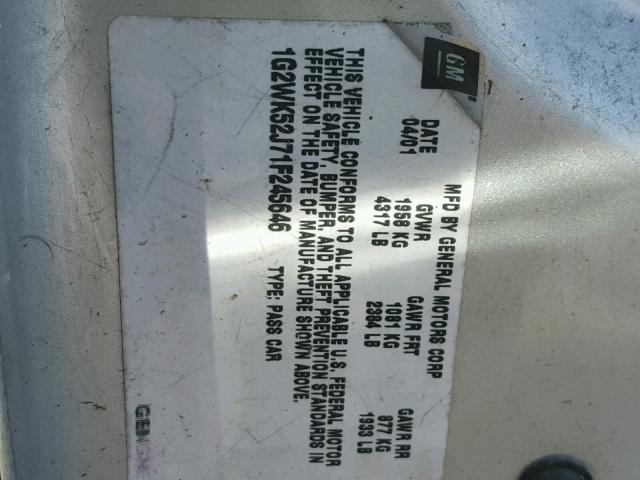 GM
MFD BY GENERAL MOTORS CORP
DATE GVWR GAWR FRT GAWR RR
04/01 1958 KG 1081 KG 877 KG
4317 LB 2384 LB 1933 LB
THIS VEHICLE CONFORMS TO ALL APPLICABLE U.S. FEDERAL MOTOR
VEHICLE SAFETY, BUMPER, AND THEFT PREVENTION STANDARDS IN
EFFECT ON THE DATE OF MANUFACTURE SHOWN ABOVE.
1G2WK52J71F245646 TYPE: PASS CAR